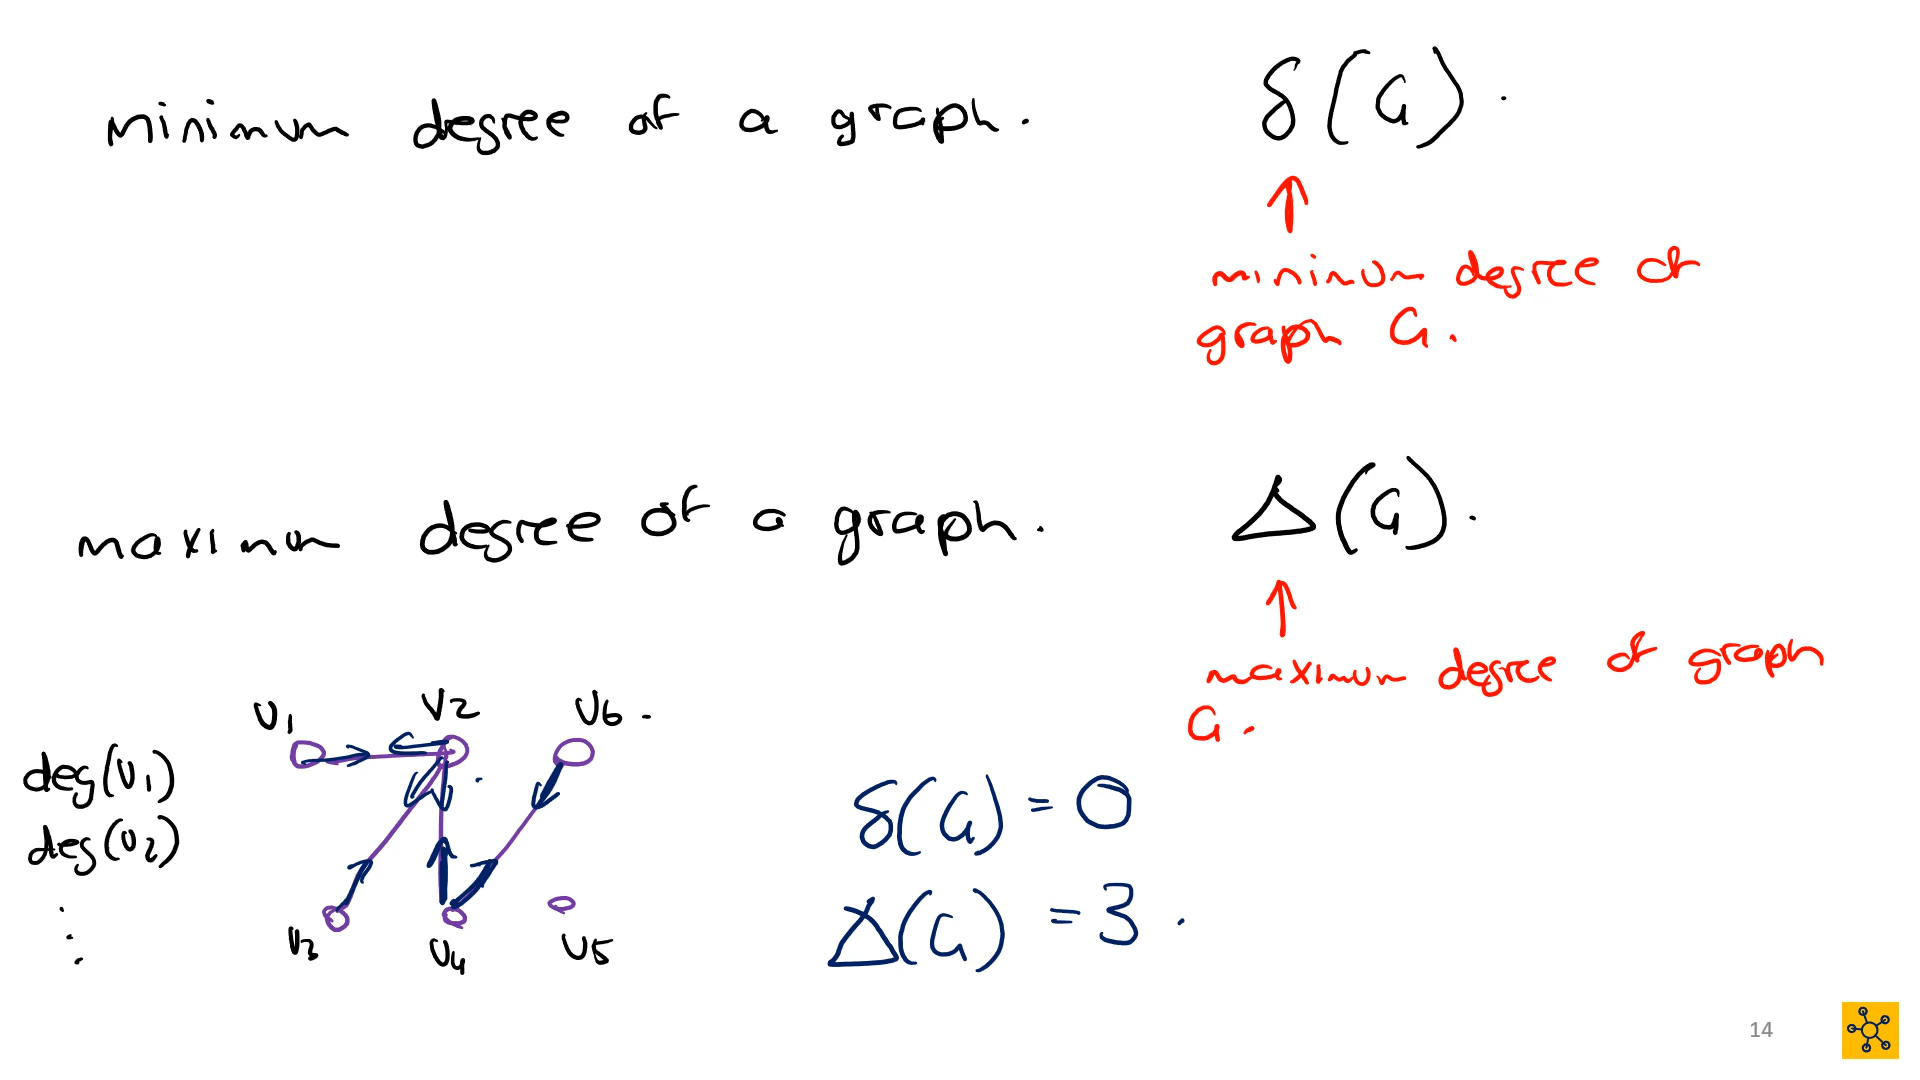 minimum degree of a graph. δ(G).
↑
minimum degree of
graph G.
maximum degree of a graph. Δ(G).
↑
maximum degree of graph
G.
V1 V2 V6.
deg(V1)
deg(V2)
⋮
V3 V4 V5
δ(G) = 0
Δ(G) = 3.
14